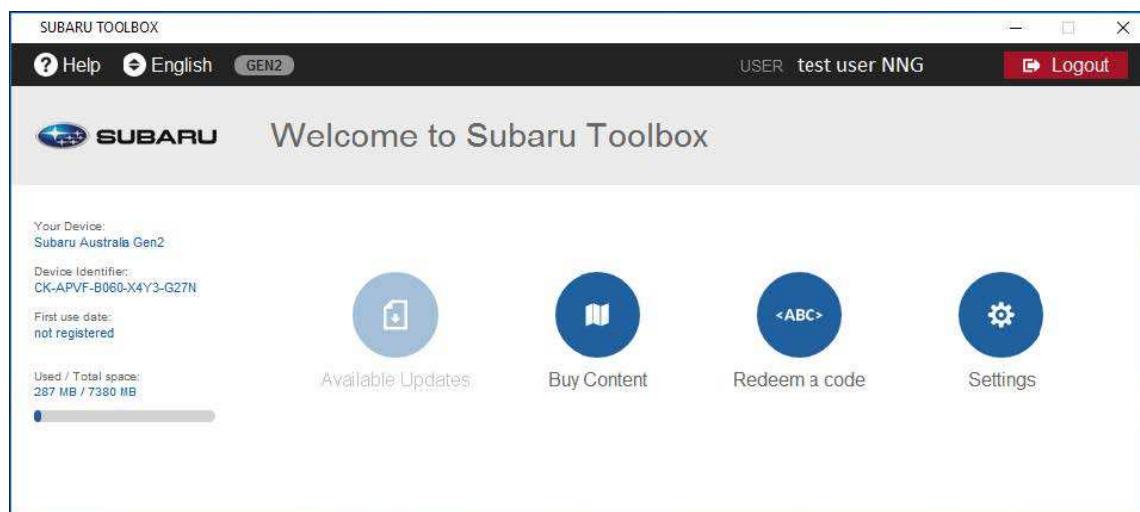 SUBARU TOOLBOX
? Help English GEN2 USER test user NNG Logout
SUBARU Welcome to Subaru Toolbox
Your Device:
Subaru Australia Gen2
Device Identifier:
CK-APVF-B060-X4Y3-G27N
First use date:
not registered
Used / Total space:
287 MB / 7380 MB
<ABC>
Available Updates Buy Content Redeem a code Settings